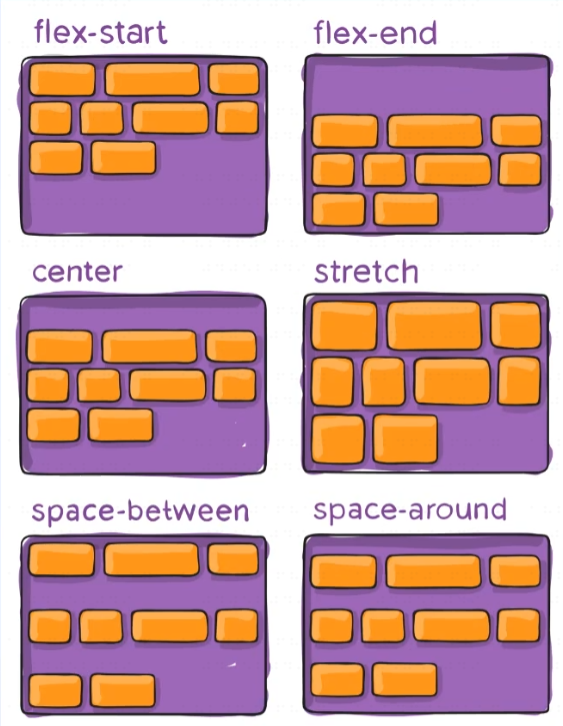 flex-start
flex-end
center
stretch
space-between
space-around